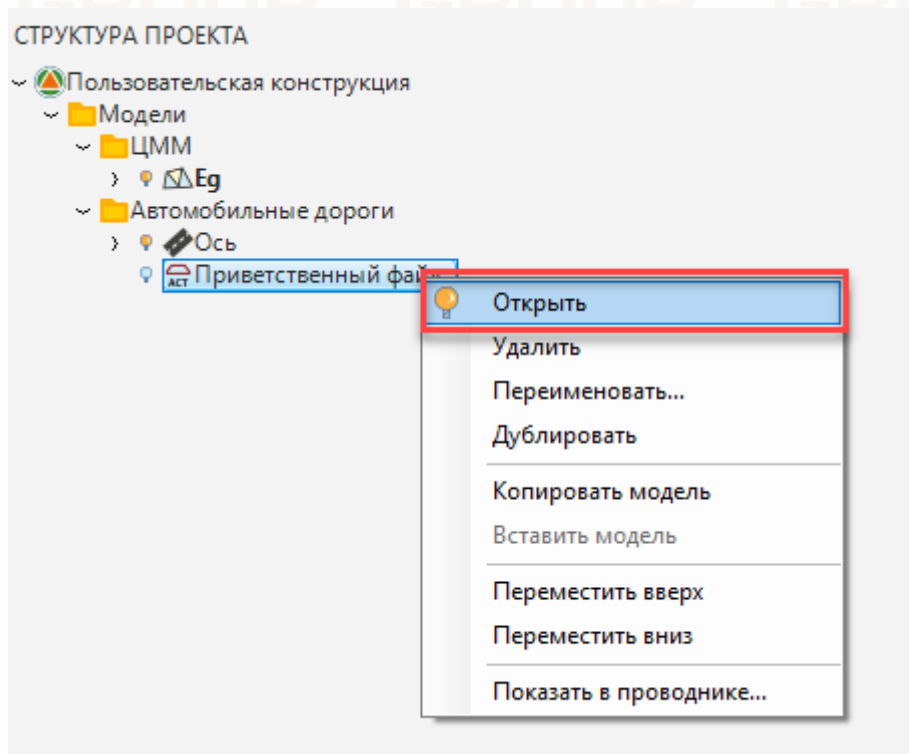 СТРУКТУРА ПРОЕКТА
Пользовательская конструкция
Модели
ЦММ
Eg
Автомобильные дороги
Ось
ACT Приветственный
Открыть
Удалить
Переименовать...
Дублировать
Копировать модель
Вставить модель
Переместить вверх
Переместить вниз
Показать в проводнике...